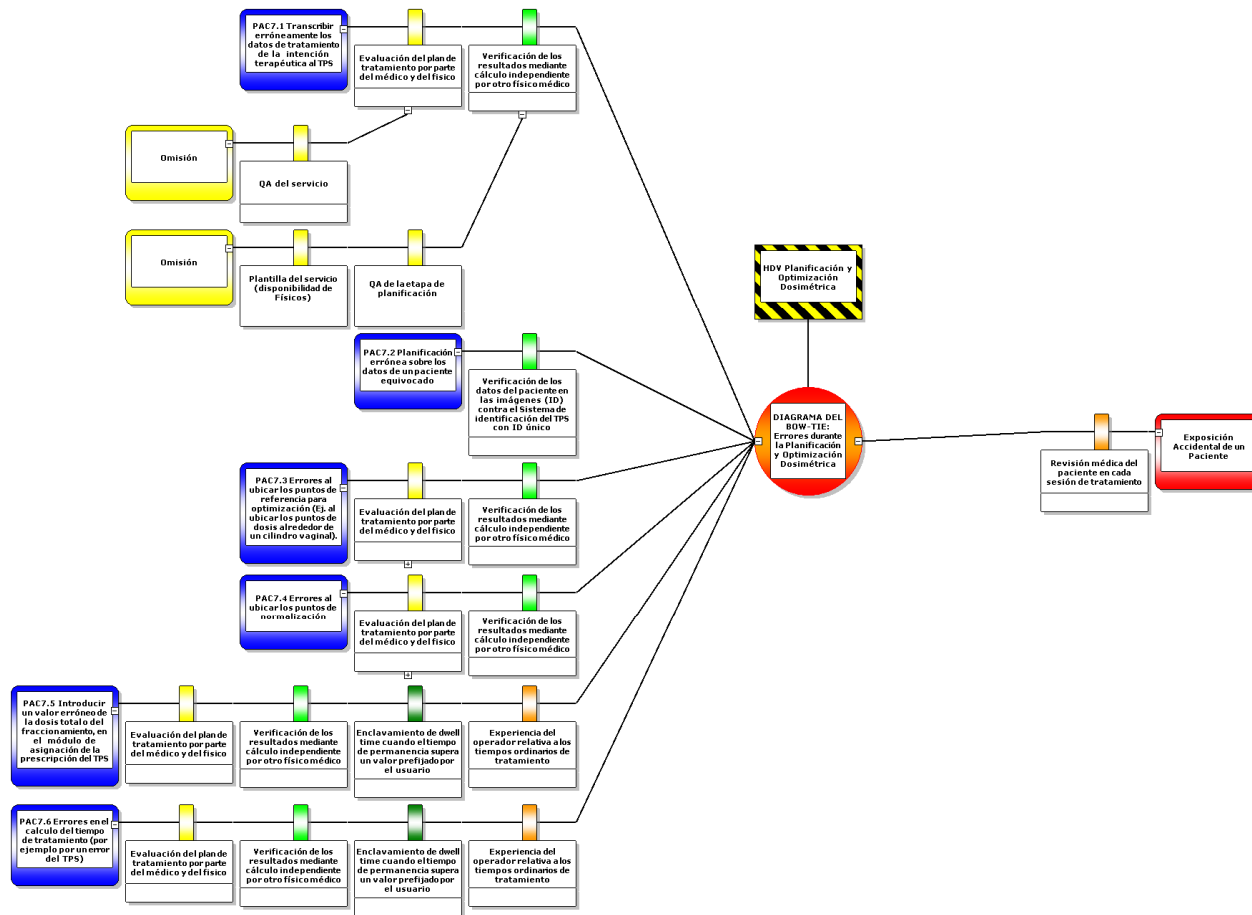 PAC7.1 Transcribir
erróneamente los
datos de tratamiento
de la intención
terapéutica al TPS
Evaluación del plan de
tratamiento por parte
del médico y del fisico
Verificación de los
resultados mediante
cálculo independiente
por otro físico médico
Omisión
QA del servicio
Omisión
Plantilla del servicio
(disponibilidad de
Físicos)
QA de la etapa de
planificación
PAC7.2 Planificación
errónea sobre los
datos de un paciente
equivocado
Verificación de los
datos del paciente en
las imágenes (ID)
contra el Sistema de
identificación del TPS
con ID único
HDV Planificación y
Optimización
Dosimétrica
DIAGRAMA DEL
BOW-TIE:
Errores durante
la Planificación
y Optimización
Dosimétrica
Revisión médica del
paciente en cada
sesión de tratamiento
Exposición
Accidental de un
Paciente
PAC7.3 Errores al
ubicar los puntos de
referencia para
optimización (Ej. al
ubicar los puntos de
dosis alrededor de
un cilindro vaginal).
Evaluación del plan de
tratamiento por parte
del médico y del fisico
Verificación de los
resultados mediante
cálculo independiente
por otro físico médico
PAC7.4 Errores al
ubicar los puntos de
normalización
Evaluación del plan de
tratamiento por parte
del médico y del fisico
Verificación de los
resultados mediante
cálculo independiente
por otro físico médico
PAC7.5 Introducir
un valor erróneo de
la dosis total o del
fraccionamiento, en
el módulo de
asignación de la
prescripción del TPS
Evaluación del plan de
tratamiento por parte
del médico y del fisico
Verificación de los
resultados mediante
cálculo independiente
por otro físico médico
Enclavamiento de dwell
time cuando el tiempo
de permanencia supera
un valor prefijado por
el usuario
Experiencia del
operador relativa a los
tiempos ordinarios de
tratamiento
PAC7.6 Errores en el
calculo del tiempo
de tratamiento (por
ejemplo por un error
del TPS)
Evaluación del plan de
tratamiento por parte
del médico y del fisico
Verificación de los
resultados mediante
cálculo independiente
por otro físico médico
Enclavamiento de dwell
time cuando el tiempo
de permanencia supera
un valor prefijado por
el usuario
Experiencia del
operador relativa a los
tiempos ordinarios de
tratamiento